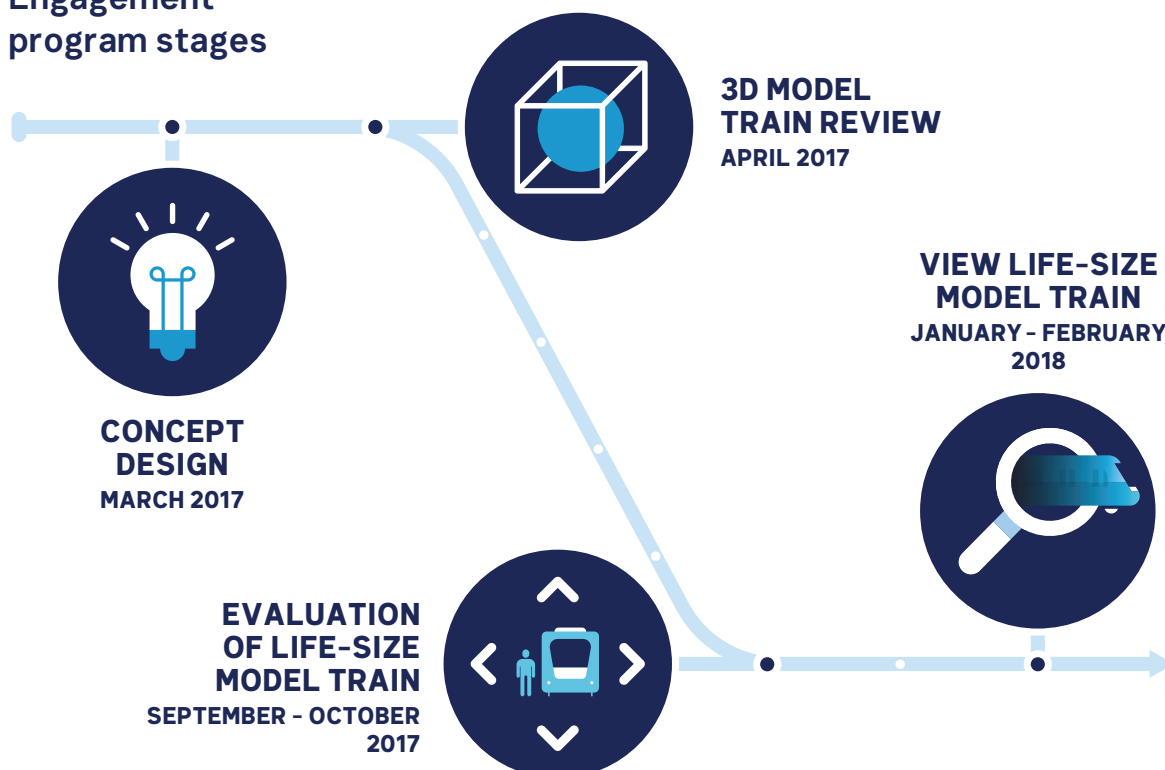 Engagement
program stages
3D MODEL
TRAIN REVIEW
APRIL 2017
CONCEPT
DESIGN
MARCH 2017
VIEW LIFE-SIZE
MODEL TRAIN
JANUARY - FEBRUARY
2018
EVALUATION
OF LIFE-SIZE
MODEL TRAIN
SEPTEMBER - OCTOBER
2017